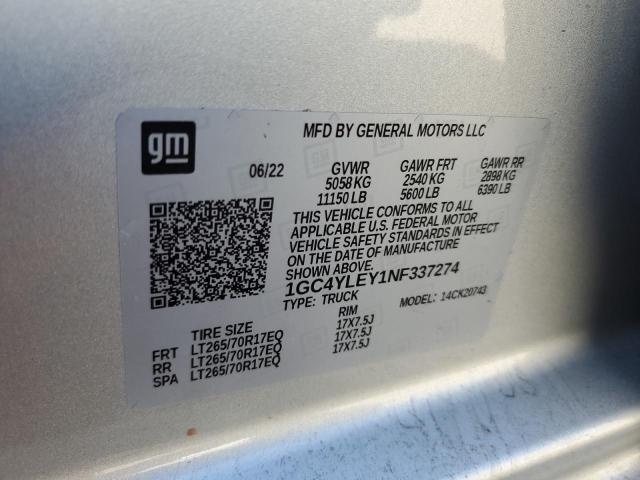 gm
MFD BY GENERAL MOTORS LLC
06/22 GVWR GAWR FRT GAWR RR
5058 KG 2540 KG 2898 KG
11150 LB 5600 LB 6390 LB
THIS VEHICLE CONFORMS TO ALL
APPLICABLE U.S. FEDERAL MOTOR
VEHICLE SAFETY STANDARDS IN EFFECT
ON THE DATE OF MANUFACTURE
SHOWN ABOVE.
1GC4YLEY1NF337274
TYPE: TRUCK MODEL: 14CK20743
TIRE SIZE RIM
FRT LT265/70R17EQ 17X7.5J
RR LT265/70R17EQ 17X7.5J
SPA LT265/70R17EQ 17X7.5J